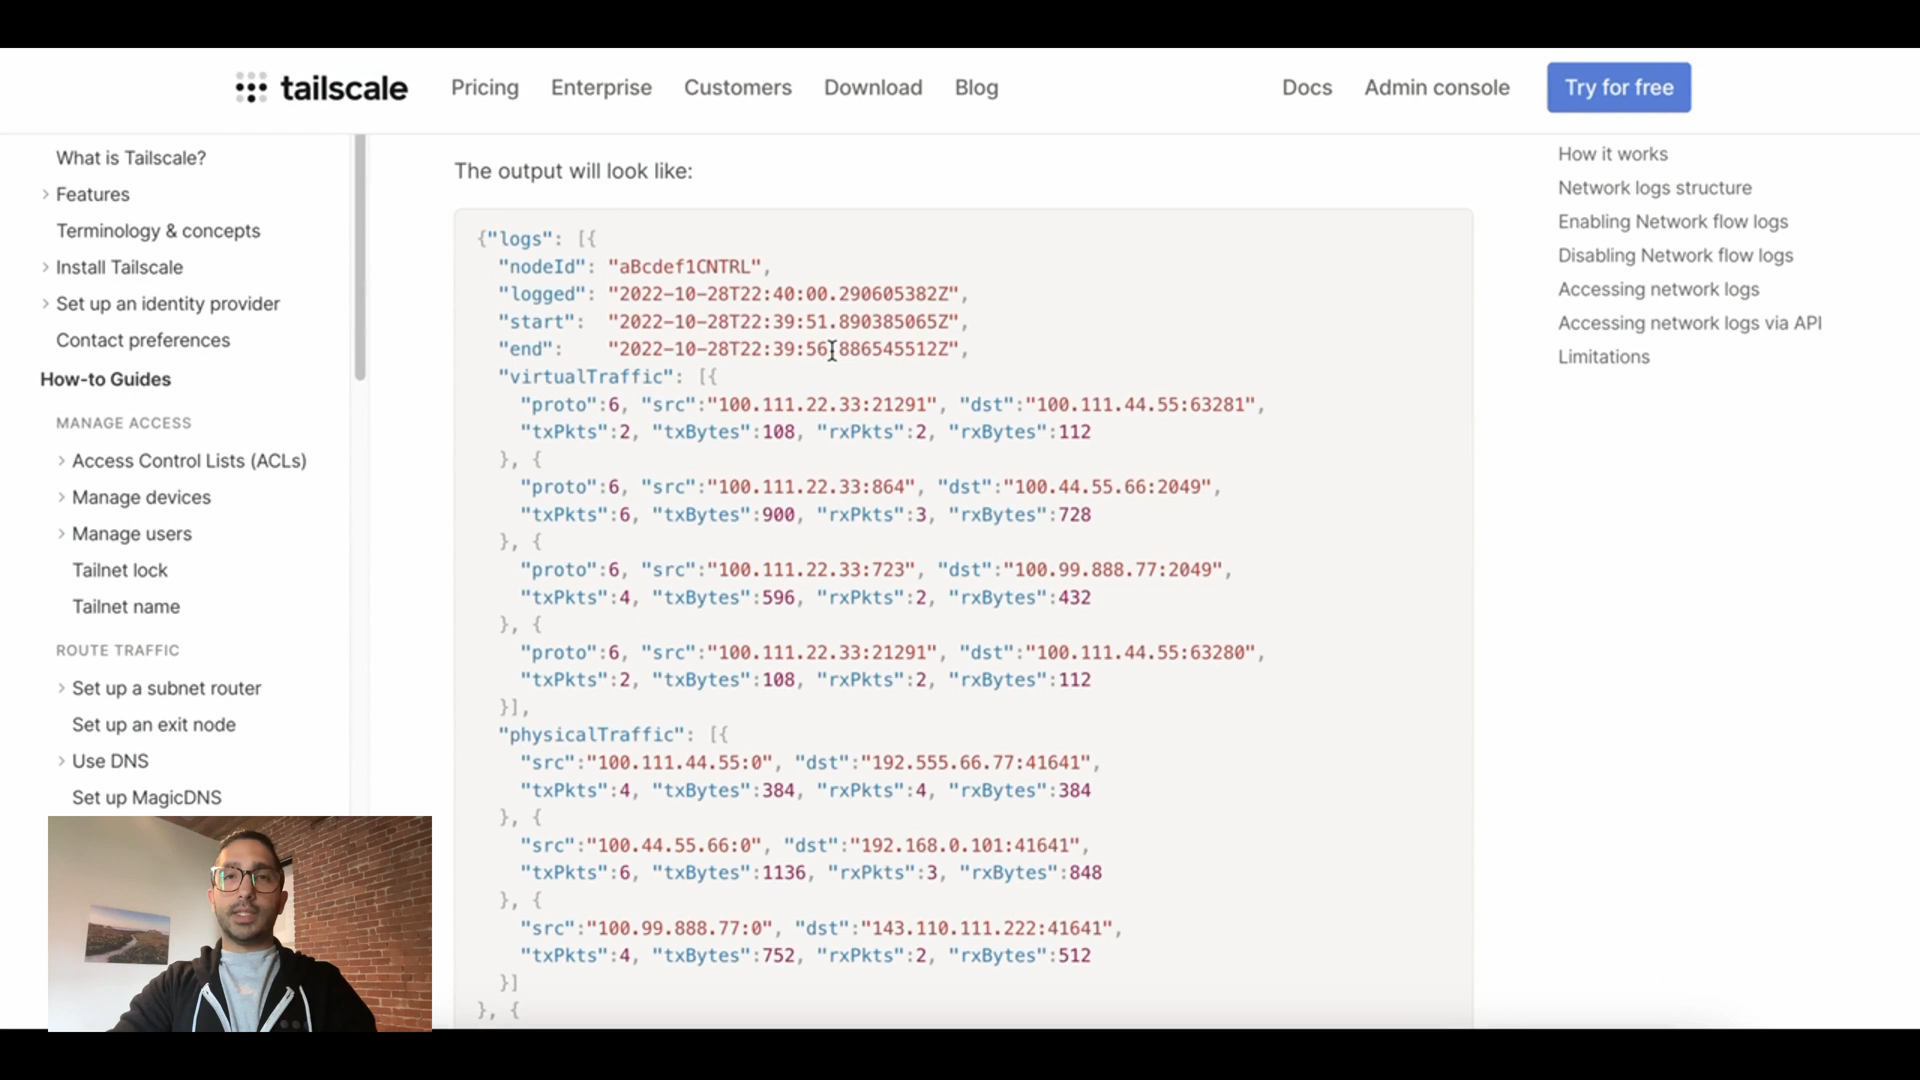 tailscale Pricing Enterprise Customers Download Blog Docs Admin console Try for free
What is Tailscale?
Features
Terminology & concepts
Install Tailscale
Set up an identity provider
Contact preferences
How-to Guides
MANAGE ACCESS
Access Control Lists (ACLs)
Manage devices
Manage users
Tailnet lock
Tailnet name
ROUTE TRAFFIC
Set up a subnet router
Set up an exit node
Use DNS
Set up MagicDNS
The output will look like:
{"logs": [{
"nodeId": "aBcdef1CNTRL",
"logged": "2022-10-28T22:40:00.290605382Z",
"start": "2022-10-28T22:39:51.890385065Z",
"end": "2022-10-28T22:39:56.886545512Z",
"virtualTraffic": [{
"proto":6, "src":"100.111.22.33:21291", "dst":"100.111.44.55:63281",
"txPkts":2, "txBytes":108, "rxPkts":2, "rxBytes":112
}, {
"proto":6, "src":"100.111.22.33:864", "dst":"100.44.55.66:2049",
"txPkts":6, "txBytes":900, "rxPkts":3, "rxBytes":728
}, {
"proto":6, "src":"100.111.22.33:723", "dst":"100.99.888.77:2049",
"txPkts":4, "txBytes":596, "rxPkts":2, "rxBytes":432
}, {
"proto":6, "src":"100.111.22.33:21291", "dst":"100.111.44.55:63280",
"txPkts":2, "txBytes":108, "rxPkts":2, "rxBytes":112
}],
"physicalTraffic": [{
"src":"100.111.44.55:0", "dst":"192.555.66.77:41641",
"txPkts":4, "txBytes":384, "rxPkts":4, "rxBytes":384
}, {
"src":"100.44.55.66:0", "dst":"192.168.0.101:41641",
"txPkts":6, "txBytes":1136, "rxPkts":3, "rxBytes":848
}, {
"src":"100.99.888.77:0", "dst":"143.110.111.222:41641",
"txPkts":4, "txBytes":752, "rxPkts":2, "rxBytes":512
}]
}, {
How it works
Network logs structure
Enabling Network flow logs
Disabling Network flow logs
Accessing network logs
Accessing network logs via API
Limitations